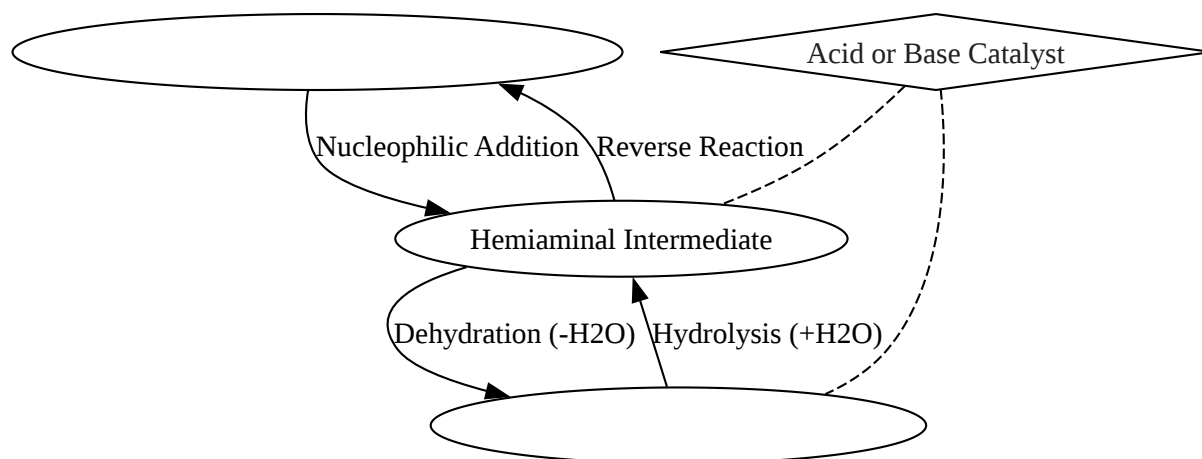 Acid or Base Catalyst
Nucleophilic Addition
Reverse Reaction
Hemiaminal Intermediate
Dehydration (-H2O)
Hydrolysis (+H2O)